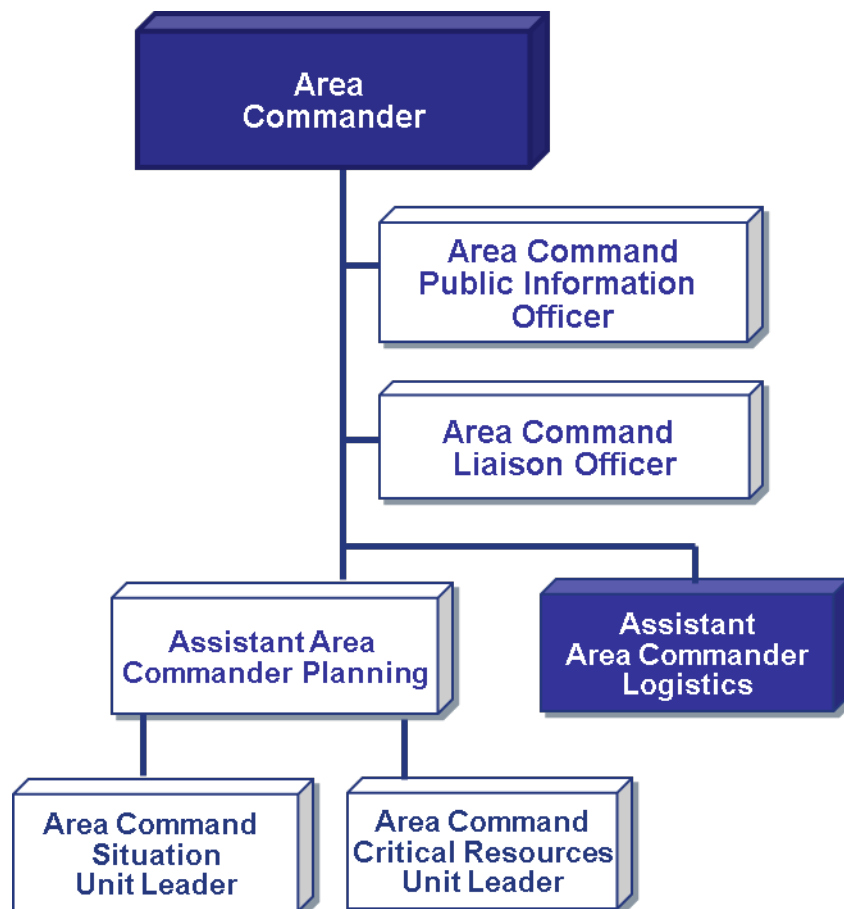 Area
Commander
Area Command
Public Information
Officer
Area Command
Liaison Officer
Assistant Area
Commander Planning
Assistant
Area Commander
Logistics
Area Command
Situation
Unit Leader
Area Command
Critical Resources
Unit Leader